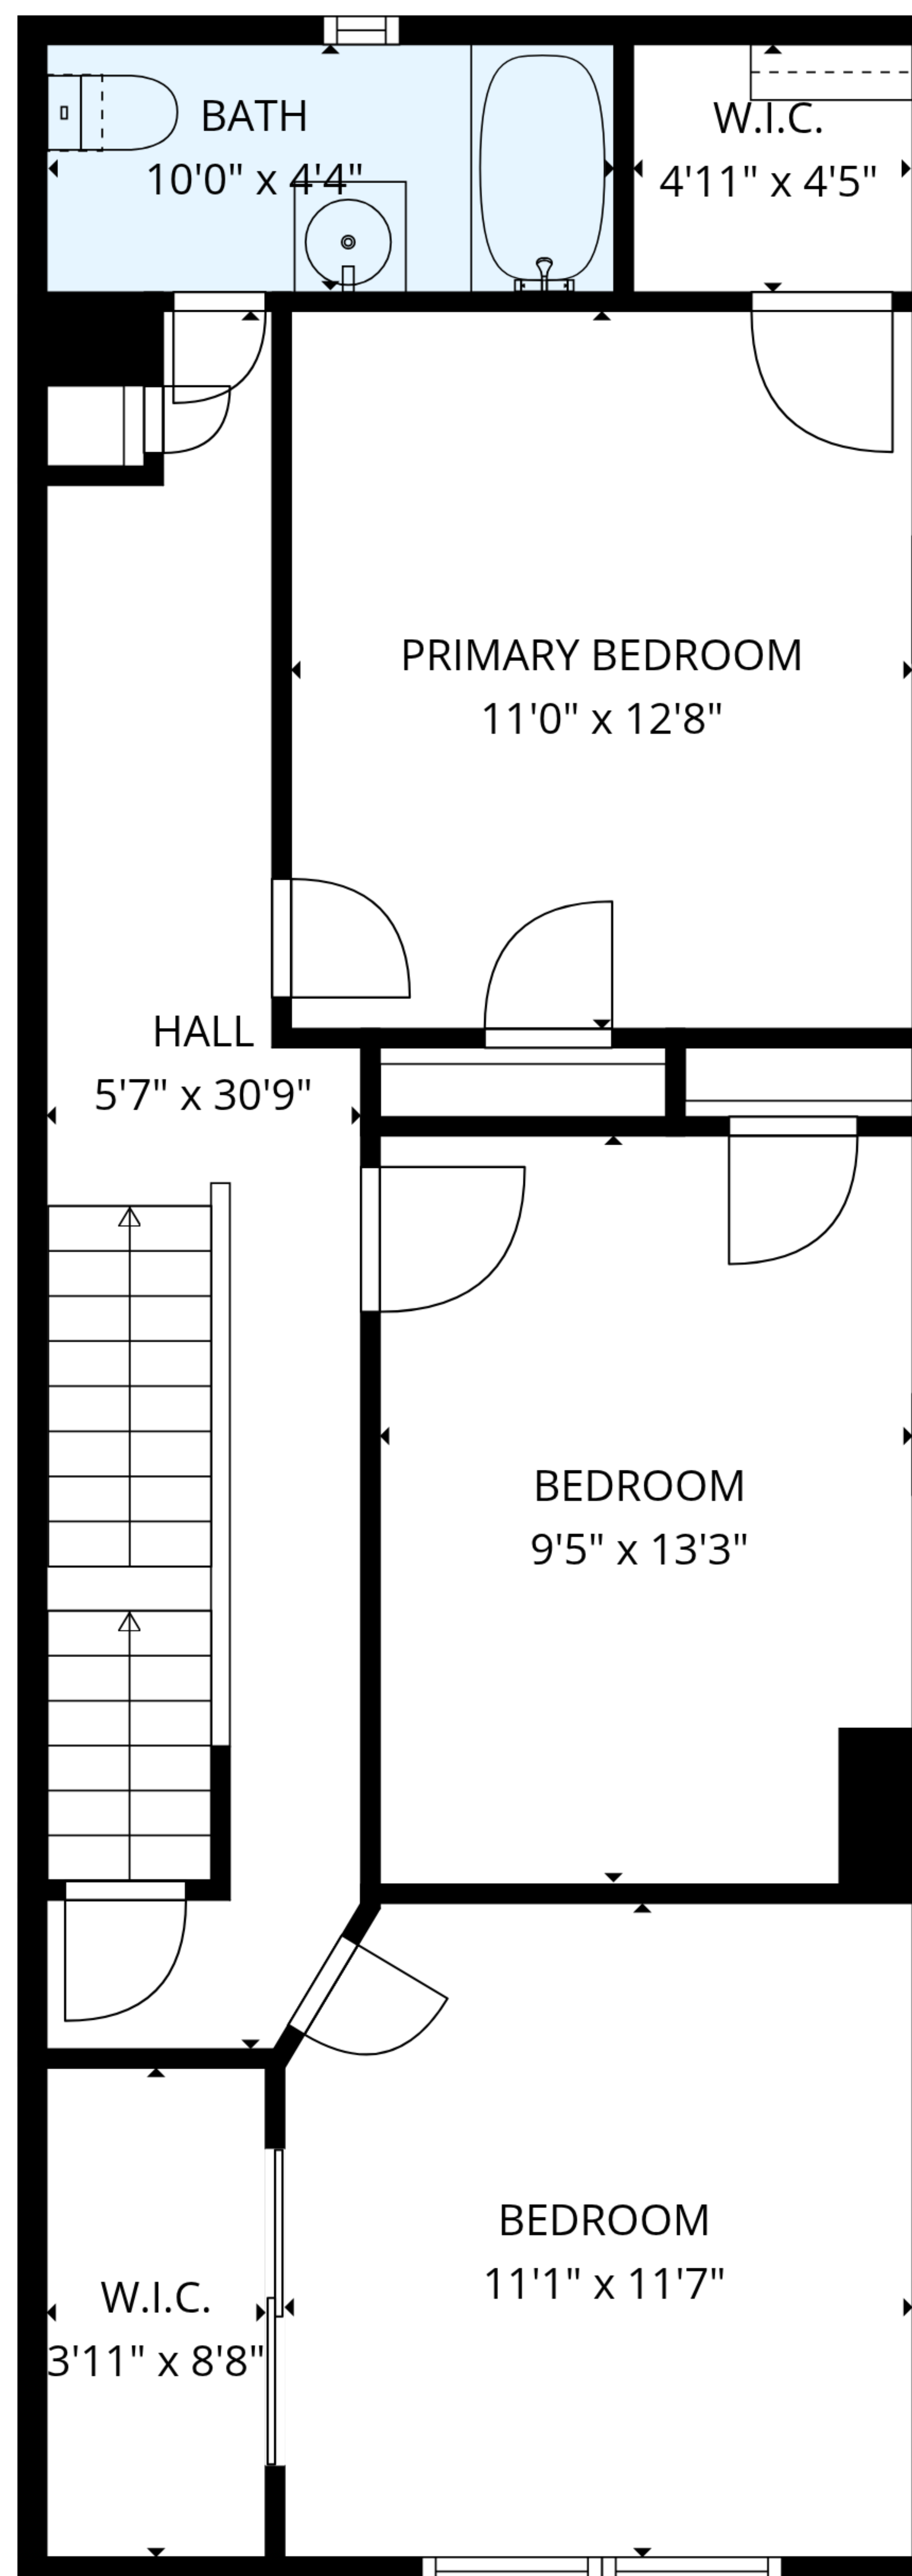 BATH
10'0" x 4'4"
W.I.C.
4'11" x 4'5"
PRIMARY BEDROOM
11'0" x 12'8"
HALL
5'7" x 30'9"
BEDROOM
9'5" x 13'3"
BEDROOM
11'1" x 11'7"
W.I.C.
3'11" x 8'8"